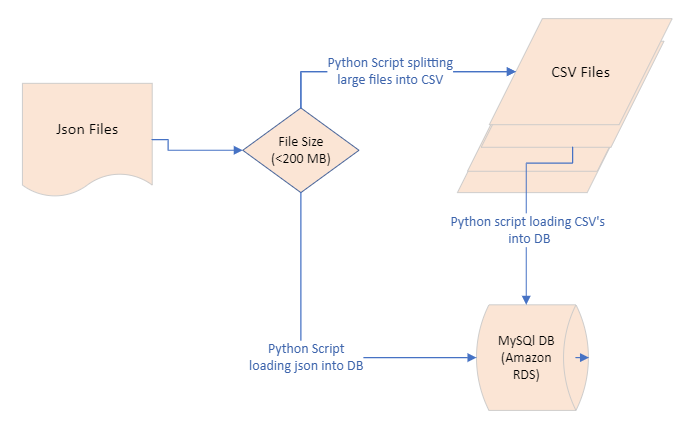 Python Script splitting
large files into CSV
CSV Files
Json Files
File Size
(<200 MB)
Python script loading CSV's
into DB
MySQl DB
(Amazon
RDS)
Python Script
loading json into DB